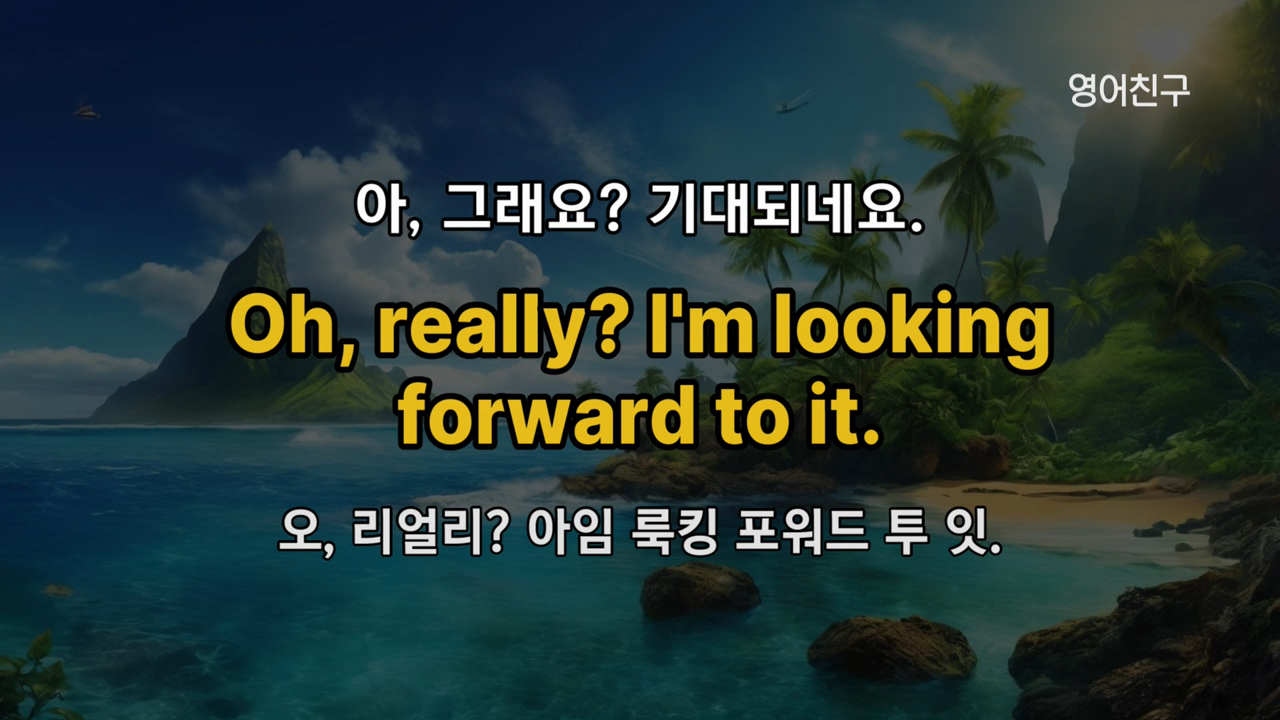 영어친구
아, 그래요? 기대되네요.
Oh, really? I'm looking
forward to it.
오, 리얼리? 아임 룩킹 포워드 투 잇.